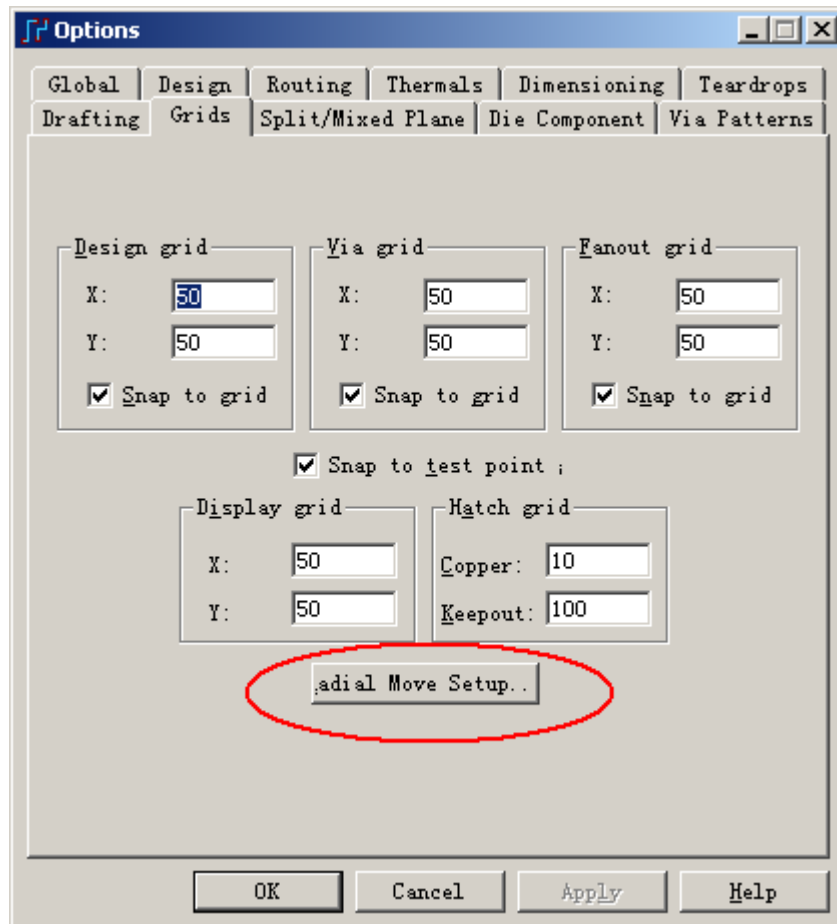 Options
Global Design Routing Thermals Dimensioning Teardrops
Drafting Grids Split/Mixed Plane Die Component Via Patterns
Design grid Via grid Fanout grid
X: 50 X: 50 X: 50
Y: 50 Y: 50 Y: 50
Snap to grid Snap to grid Snap to grid
Snap to test point
Display grid Hatch grid
X: 50 Copper: 10
Y: 50 Keepout: 100
adial Move Setup..
OK Cancel Apply Help